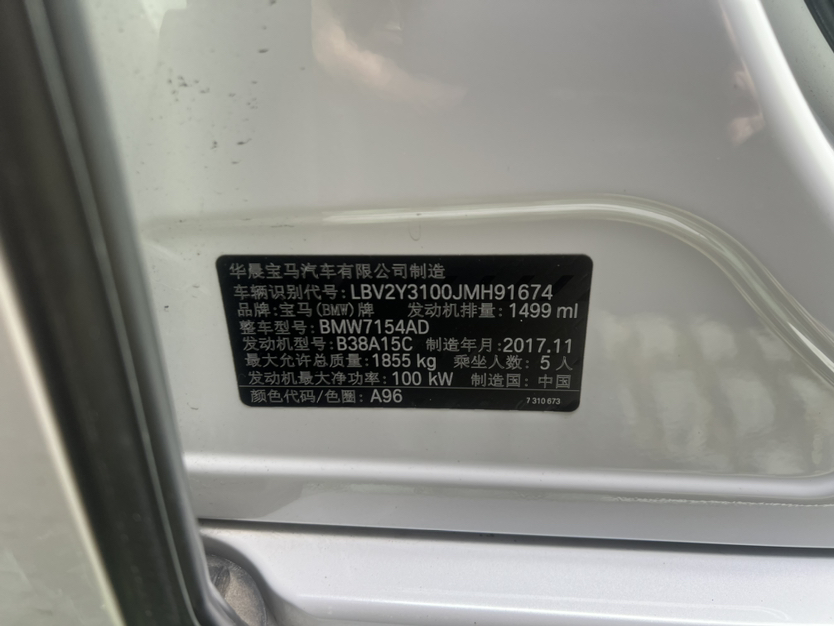 华晨宝马汽车有限公司制造
车辆识别代号: LBV2Y3100JMH91674
品牌: 宝马(BMW)牌 发动机排量: 1499 ml
整车型号: BMW7154AD
发动机型号: B38A15C 制造年月: 2017.11
最大允许总质量: 1855 kg 乘坐人数: 5 人
发动机最大净功率: 100 kW 制造国: 中国
颜色代码/色圈: A96 7 310 673